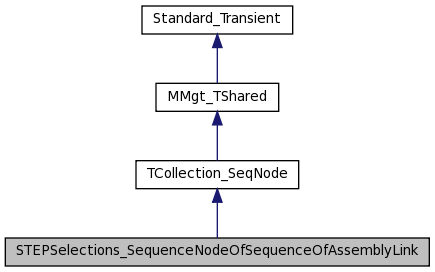 Standard_Transient
MMgt_TShared
TCollection_SeqNode
STEPSelections_SequenceNodeOfSequenceOfAssemblyLink